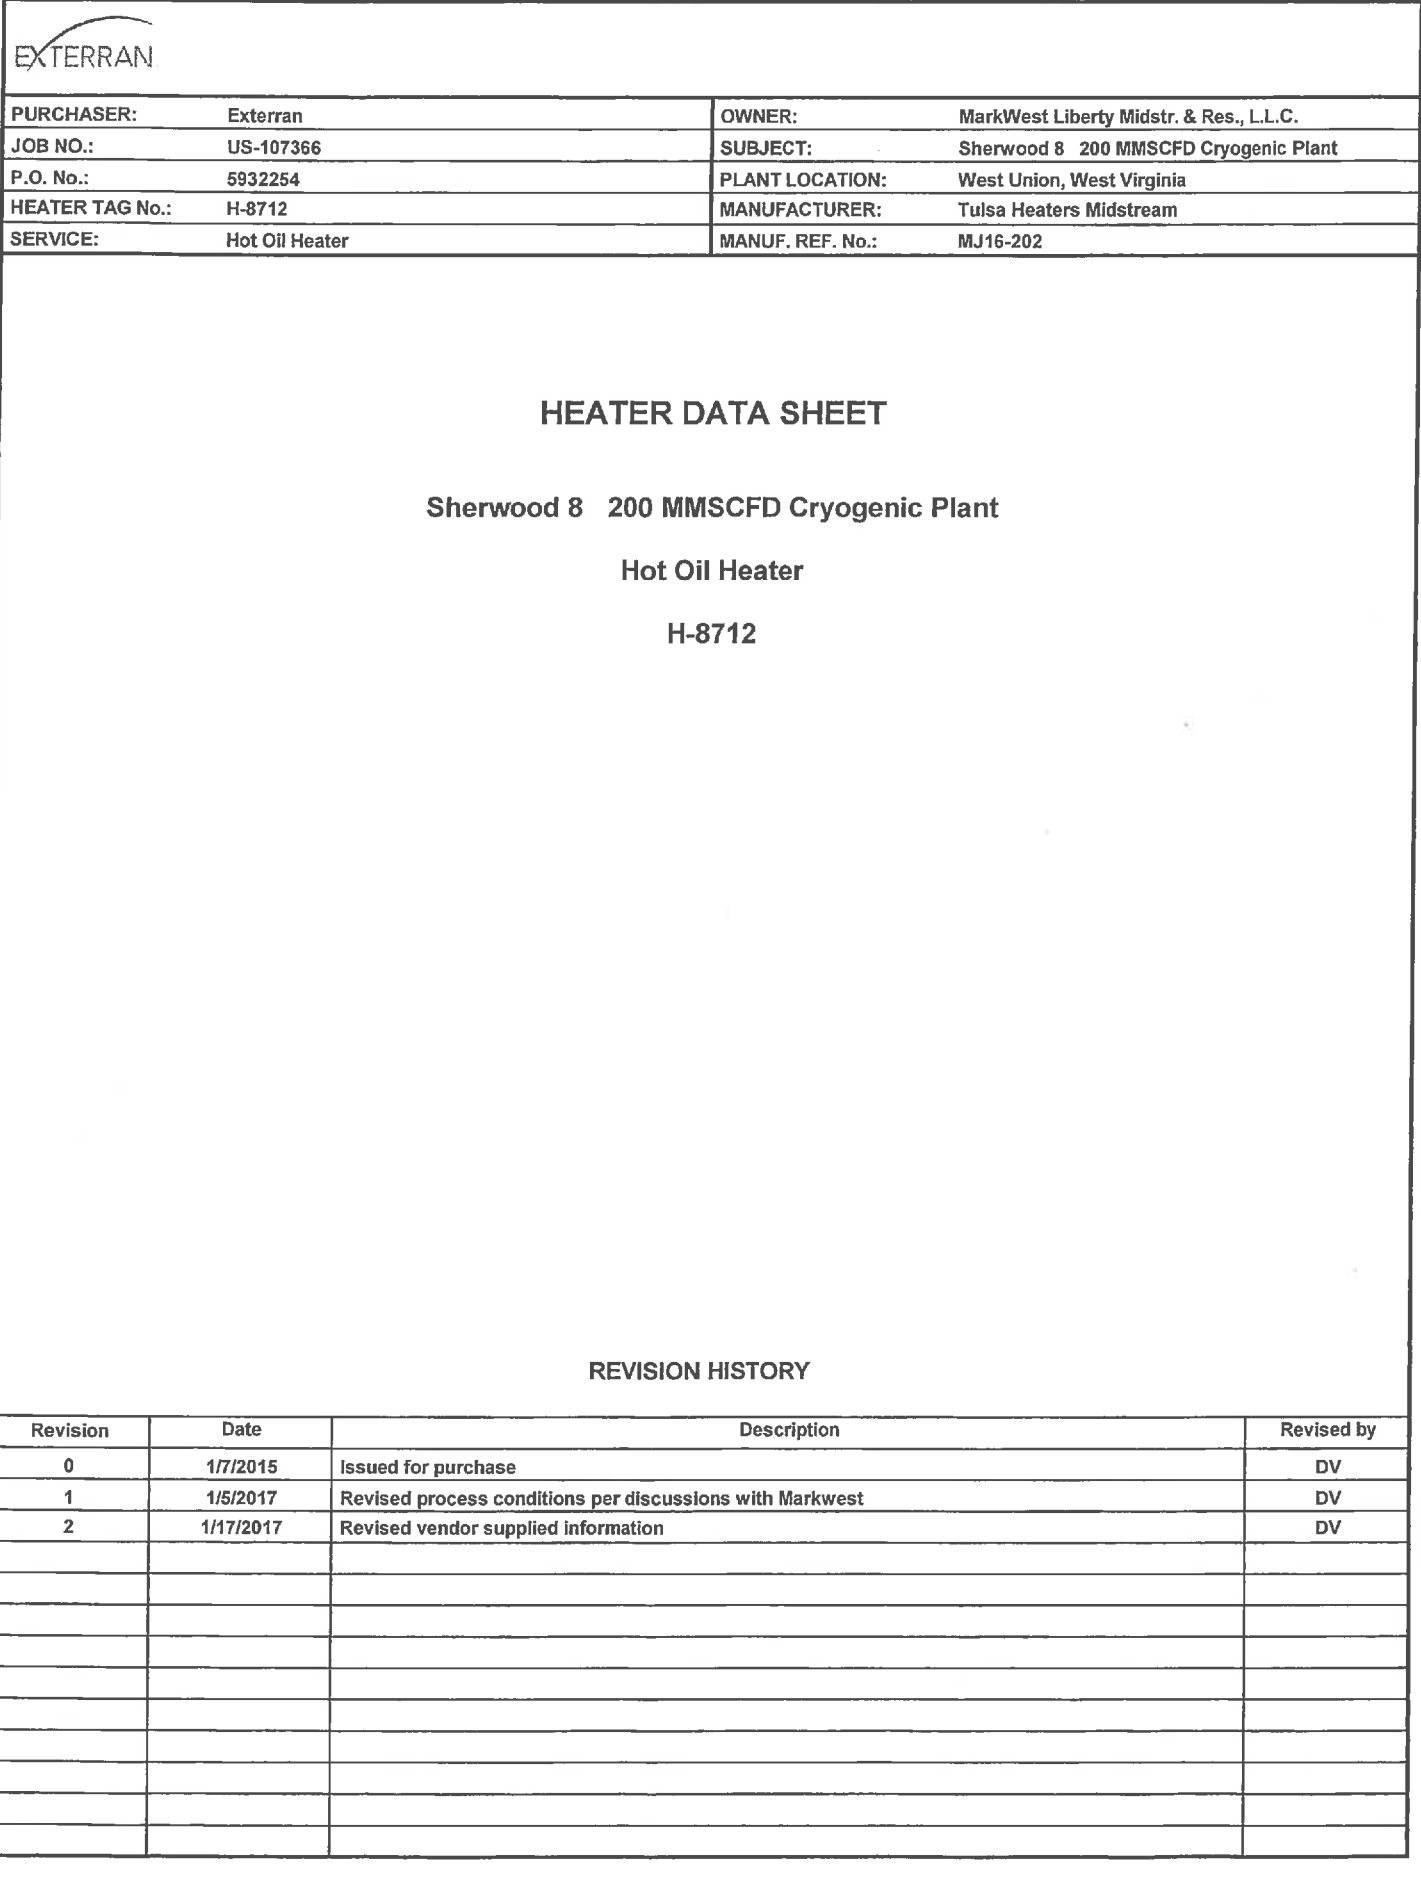 EXTERRAN
PURCHASER: Exterran OWNER: MarkWest Liberty Midstr. & Res., L.L.C.
JOB NO.: US-107366 SUBJECT: Sherwood 8 200 MMSCFD Cryogenic Plant
P.O. No.: 5932254 PLANT LOCATION: West Union, West Virginia
HEATER TAG No.: H-8712 MANUFACTURER: Tulsa Heaters Midstream
SERVICE: Hot Oil Heater MANUF. REF. No.: MJ16-202
HEATER DATA SHEET
Sherwood 8 200 MMSCFD Cryogenic Plant
Hot Oil Heater
H-8712
REVISION HISTORY
Revision Date Description Revised by
0 1/7/2015 Issued for purchase DV
1 1/5/2017 Revised process conditions per discussions with Markwest DV
2 1/17/2017 Revised vendor supplied information DV